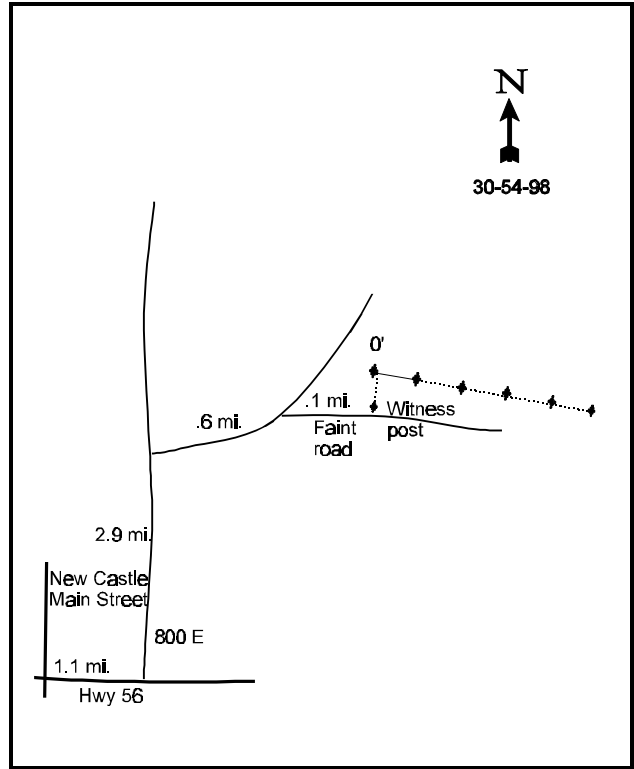 N
30-54-98
0'
.1 mi.
Witness
post
.6 mi.
Faint
road
2.9 mi.
New Castle
Main Street
800 E
1.1 mi.
Hwy 56